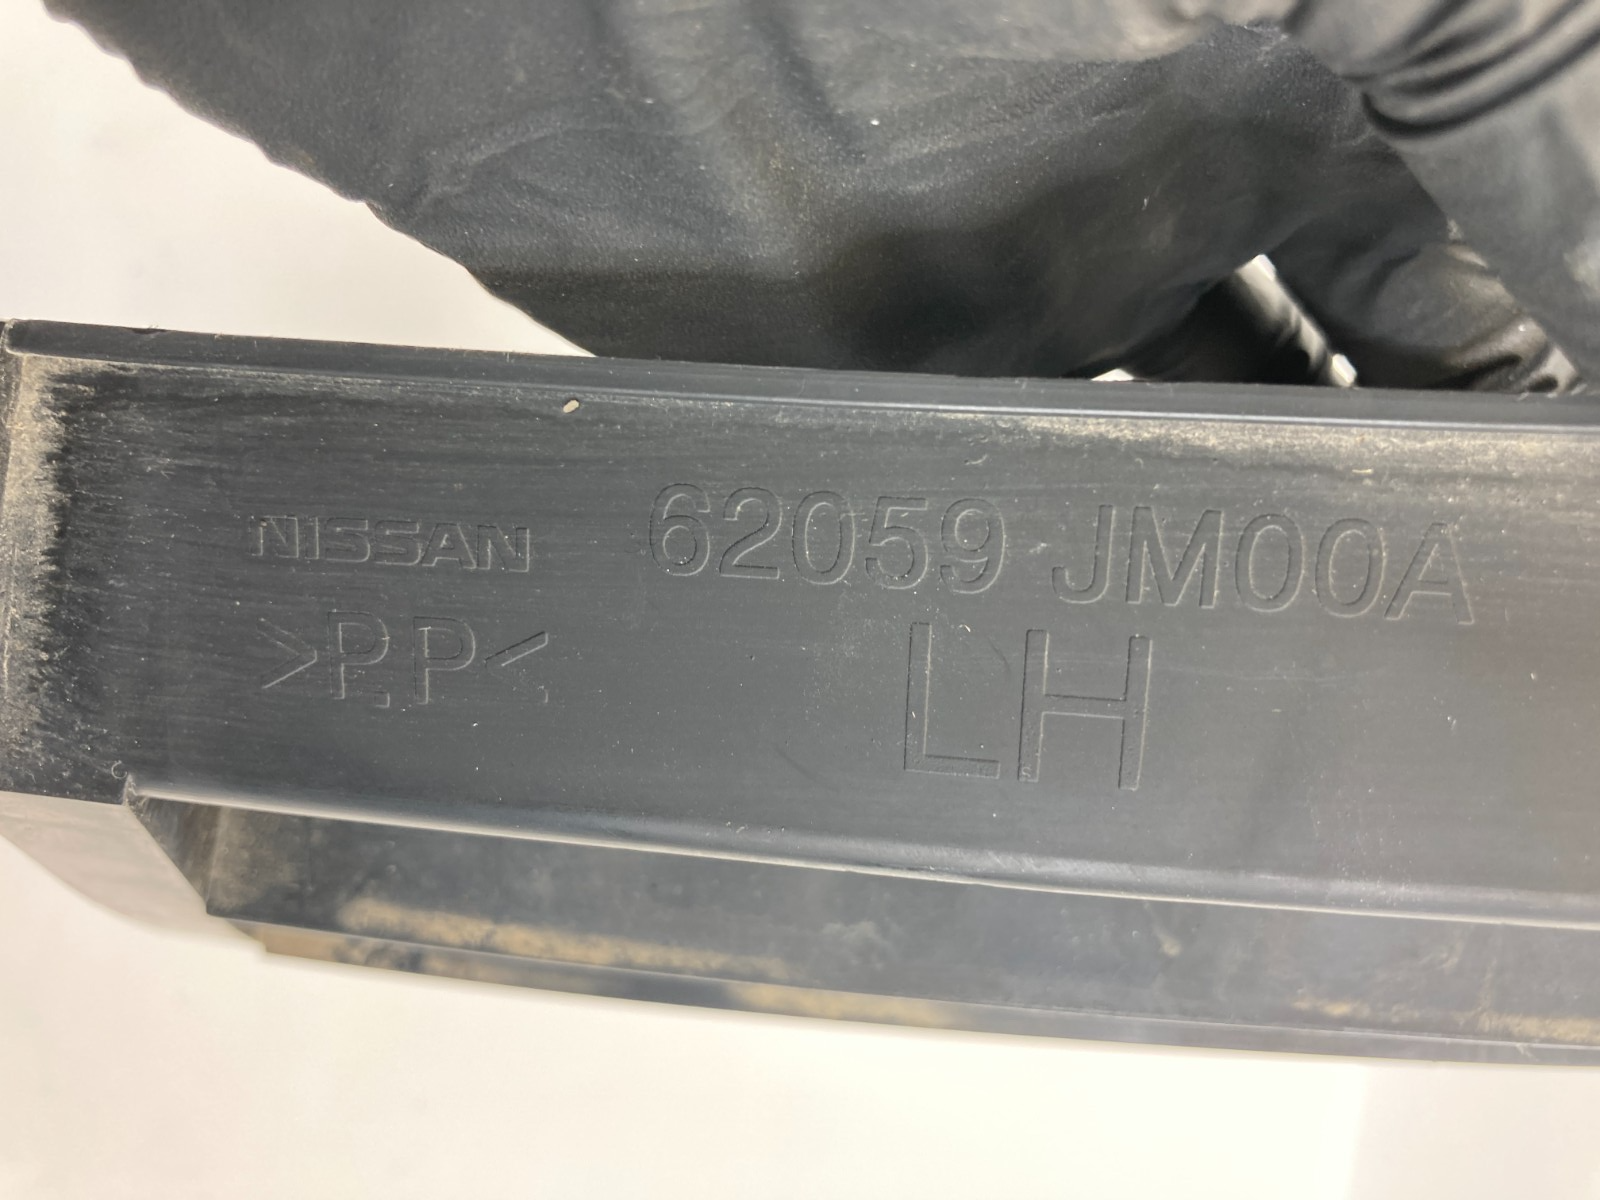 NISSAN 62059 JM00A
>P.P< LH